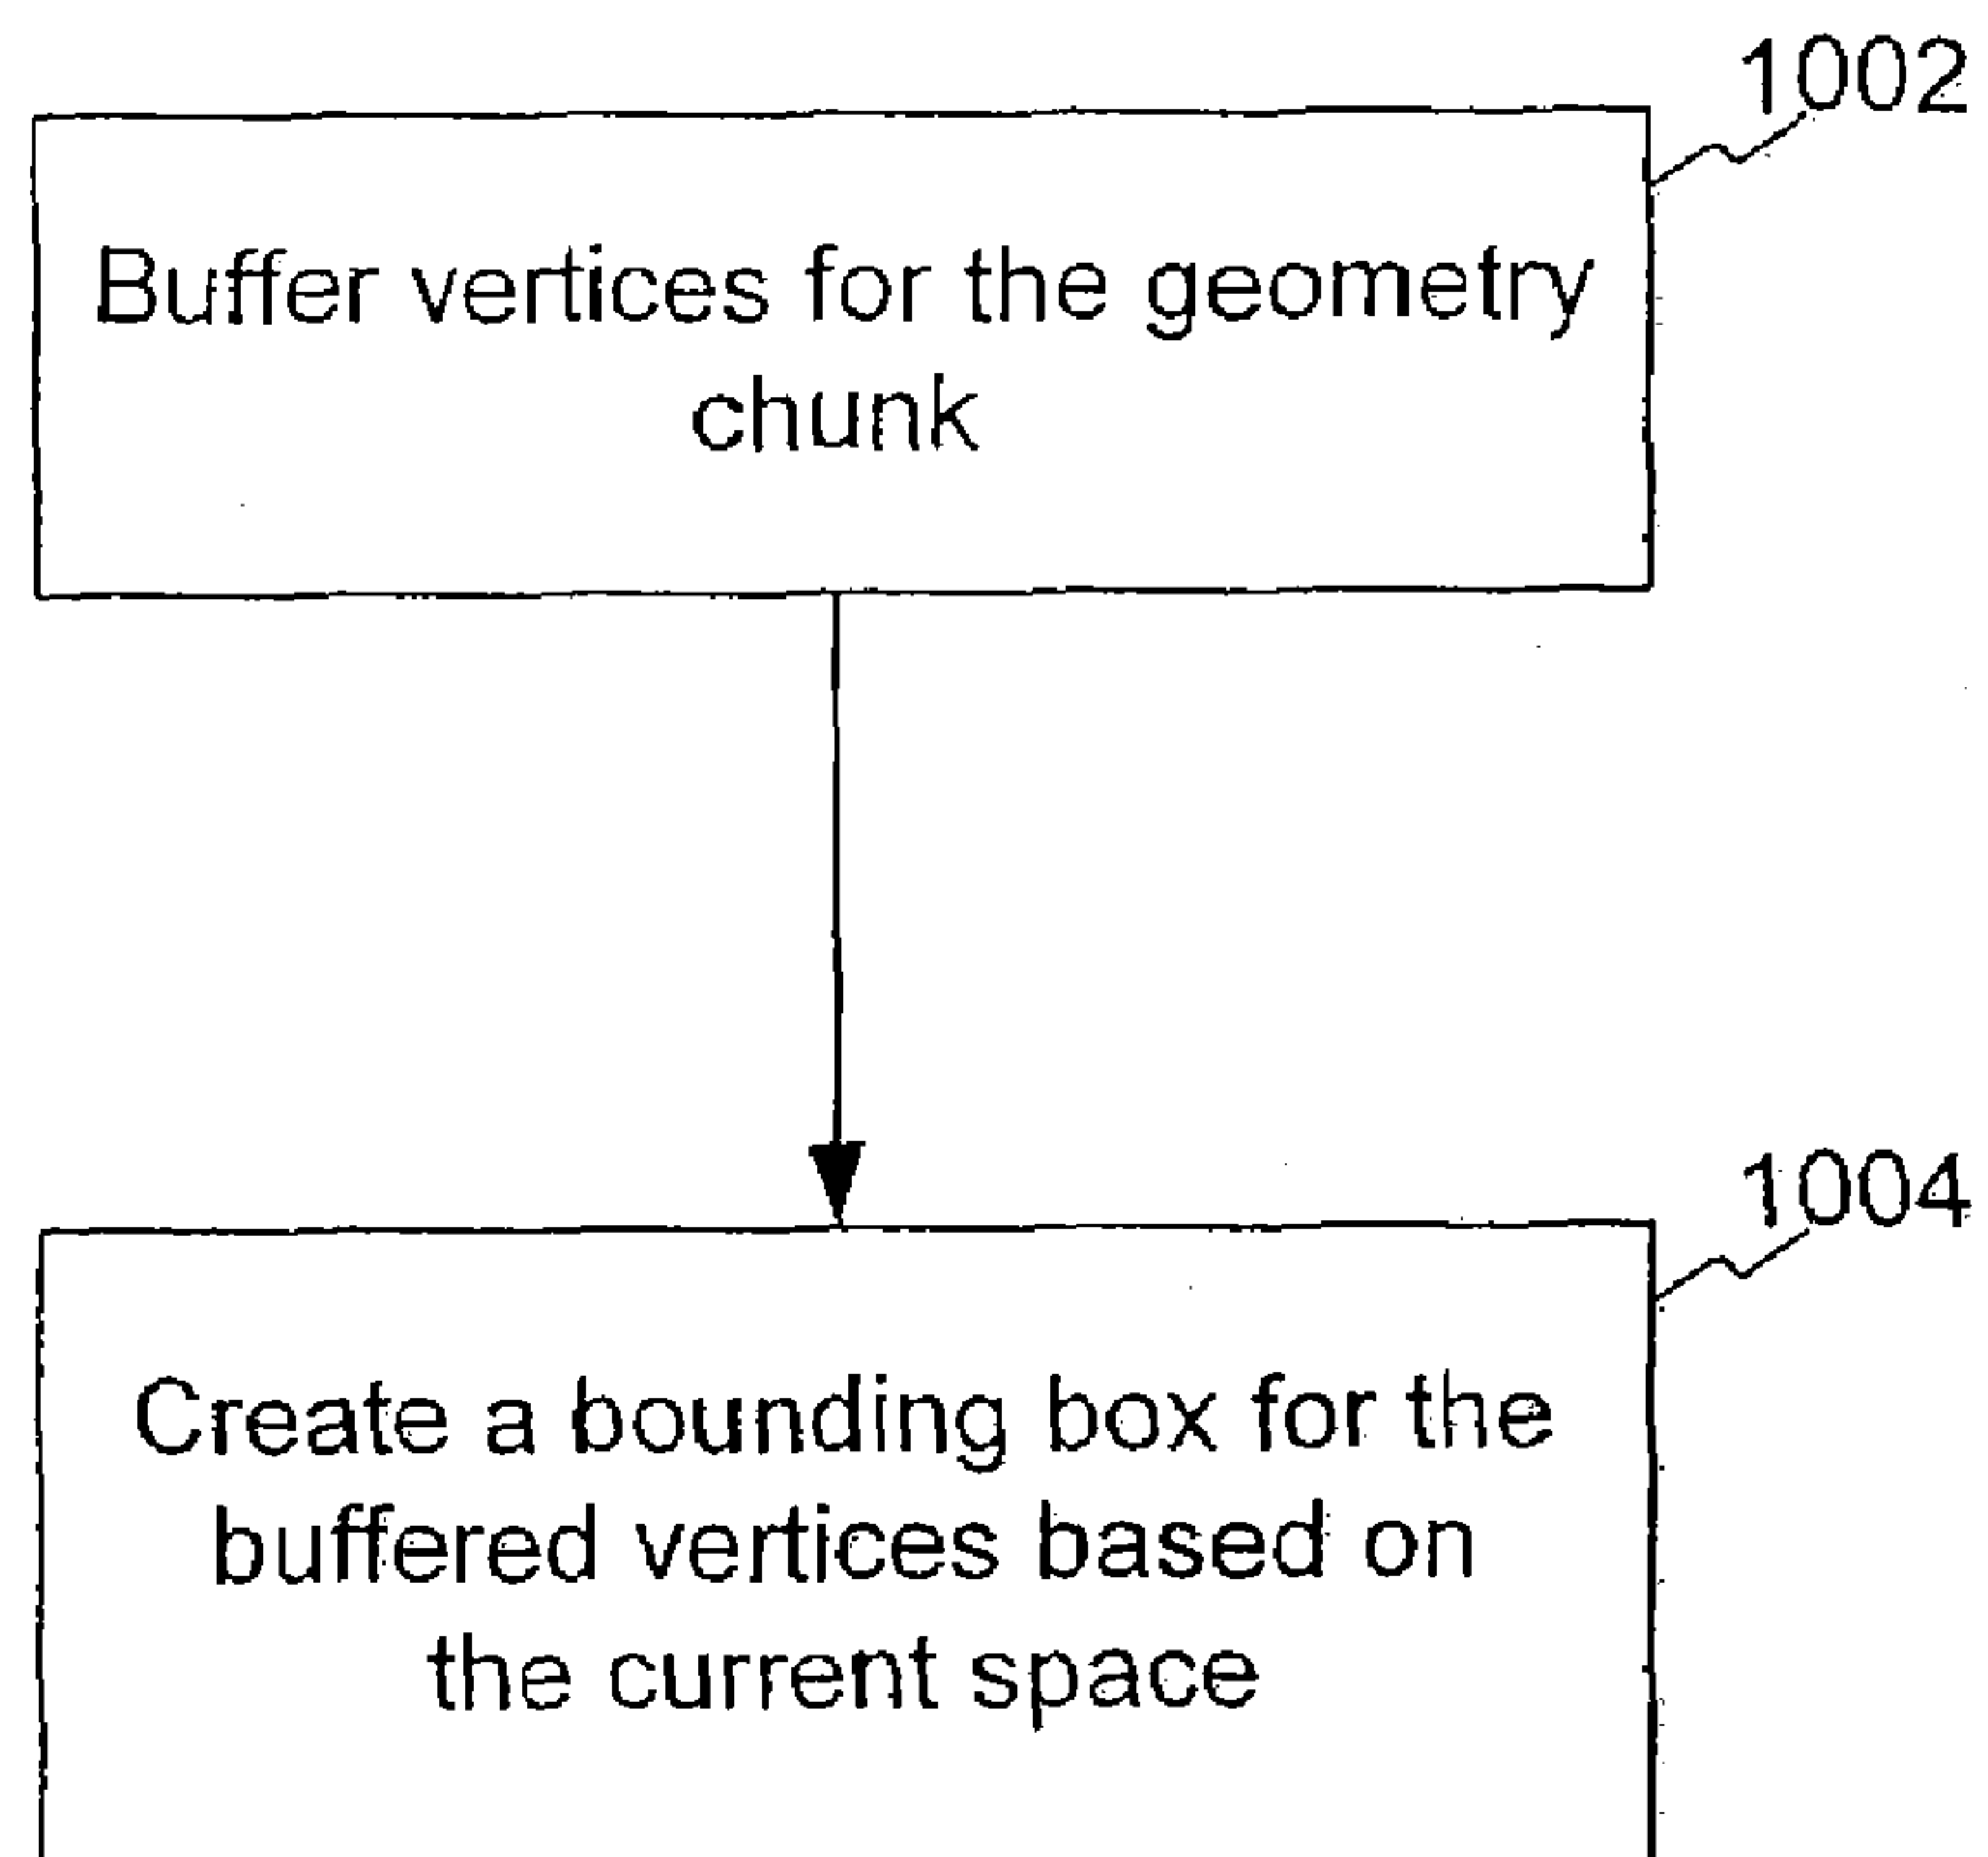 1002
Buffer vertices for the geometry
chunk
1004
Create a bounding box for the
buffered vertices based on
the current space